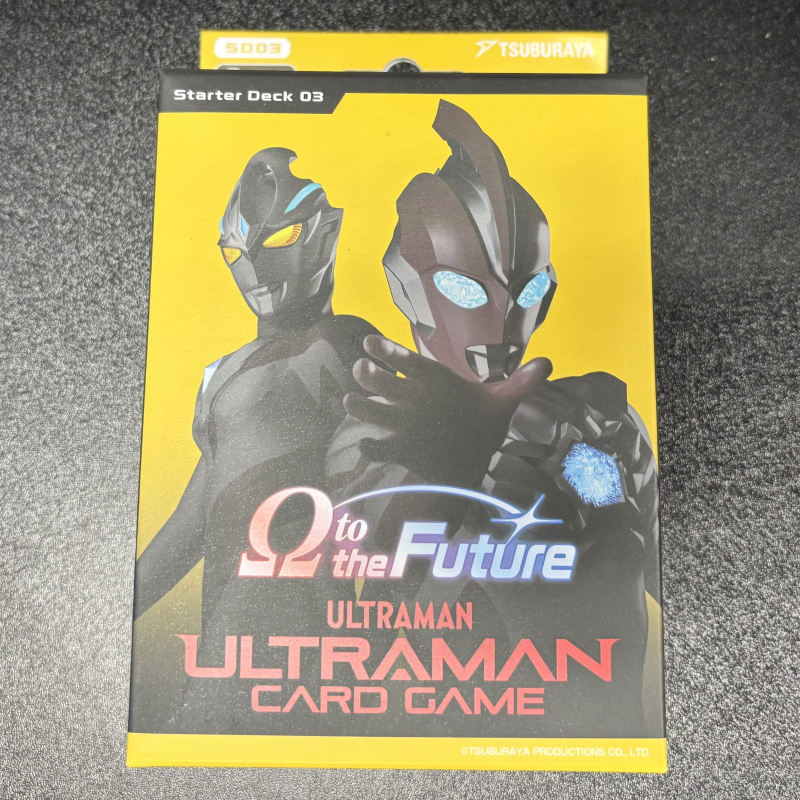 SD03
TSUBURAYA
Starter Deck 03
Ω to the Future
ULTRAMAN
ULTRAMAN
CARD GAME
©TSUBURAYA PRODUCTIONS CO., LTD.